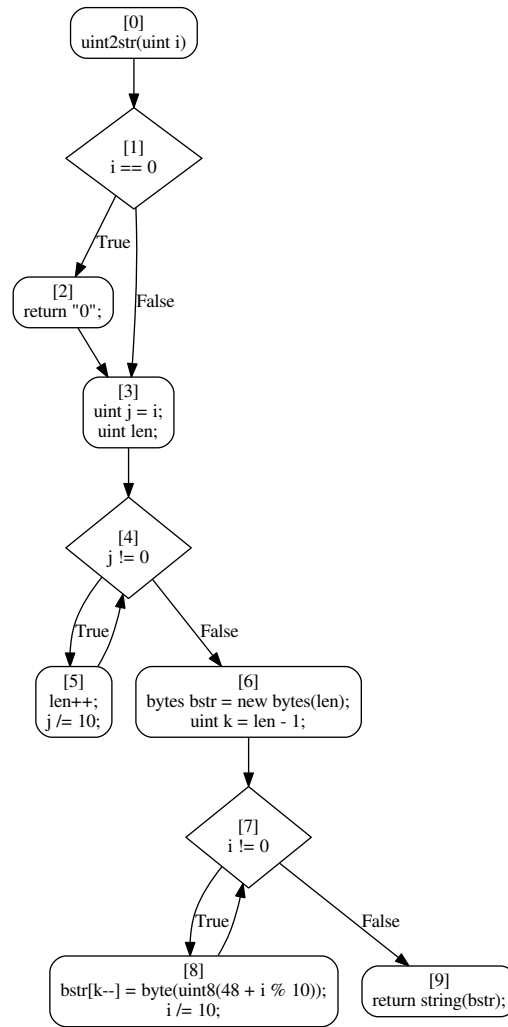 [0]
uint2str(uint i)
[1]
i == 0
True
[2]
return "0";
False
[3]
uint j = i;
uint len;
[4]
j != 0
True
False
[5]
len++;
j /= 10;
[6]
bytes bstr = new bytes(len);
uint k = len - 1;
[7]
i != 0
True
False
[8]
bstr[k--] = byte(uint8(48 + i % 10));
i /= 10;
[9]
return string(bstr);